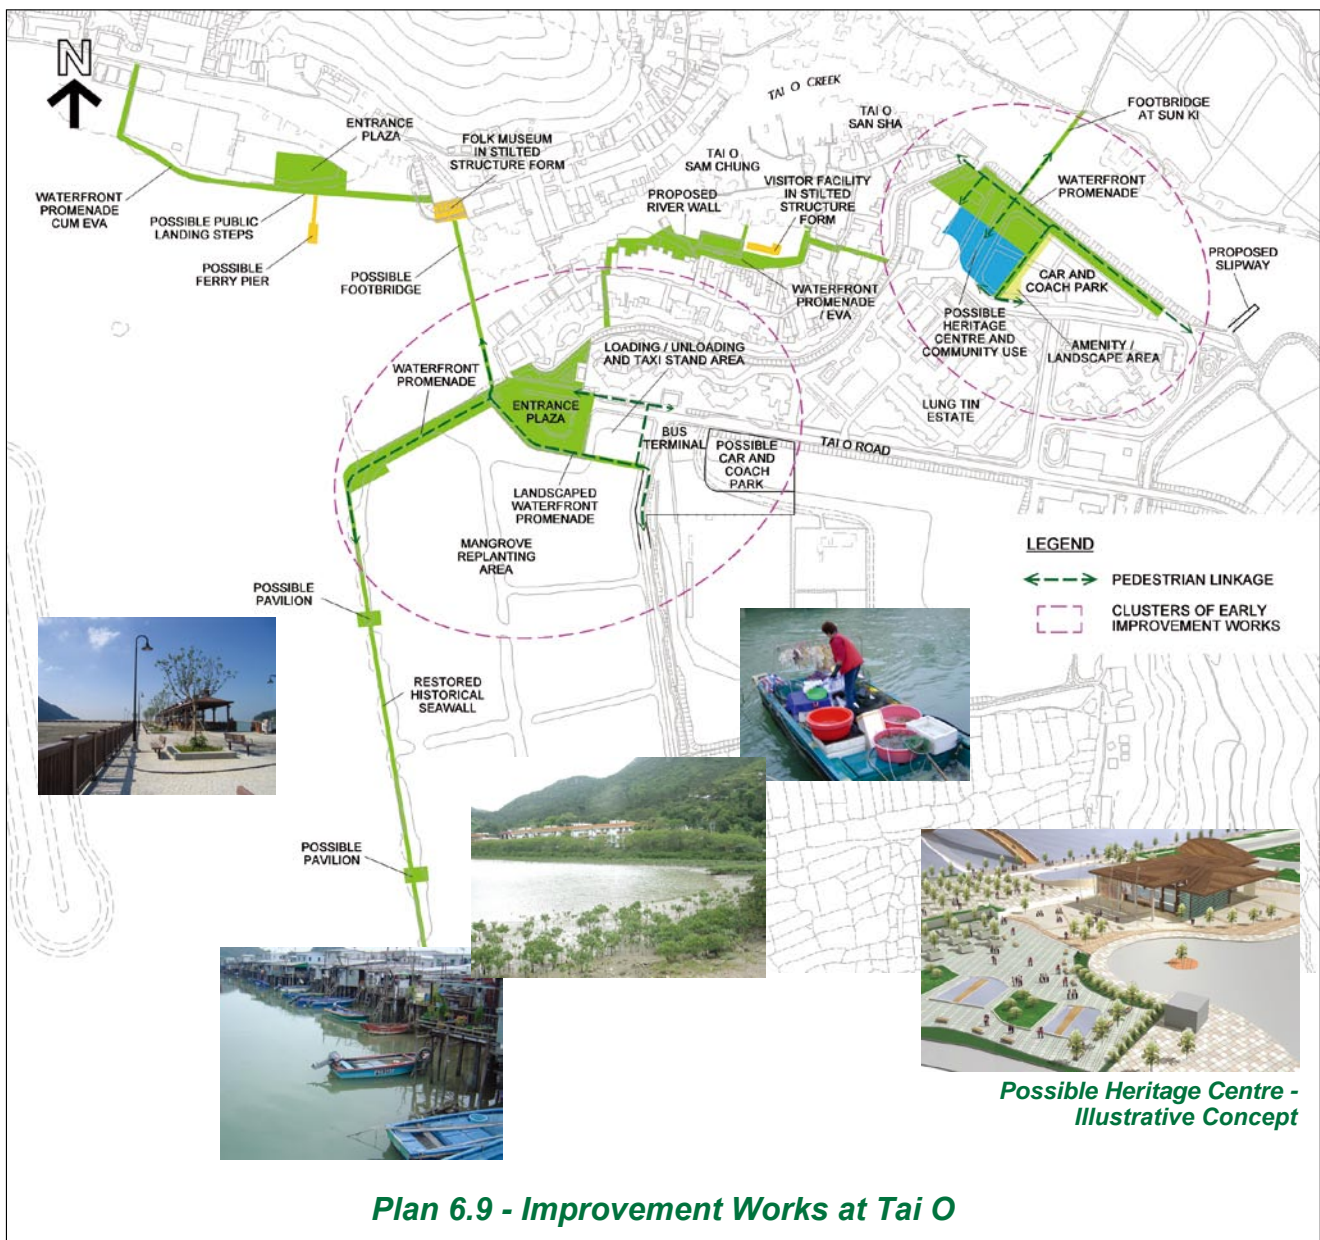 N
TAI O CREEK
ENTRANCE
PLAZA
FOLK MUSEUM
IN STILTED
STRUCTURE FORM
TAI O
SAN SHA
FOOTBRIDGE
AT SUN KI
TAI O
SAM CHUNG
WATERFRONT
PROMENADE
CUM EVA
POSSIBLE PUBLIC
LANDING STEPS
PROPOSED
RIVER WALL
VISITOR FACILITY
IN STILTED
STRUCTURE
FORM
WATERFRONT
PROMENADE
POSSIBLE
FERRY PIER
POSSIBLE
FOOTBRIDGE
WATERFRONT
PROMENADE
/ EVA
PROPOSED
SLIPWAY
CAR AND
COACH PARK
POSSIBLE
HERITAGE
CENTRE AND
COMMUNITY USE
AMENITY /
LANDSCAPE AREA
LOADING / UNLOADING
AND TAXI STAND AREA
WATERFRONT
PROMENADE
ENTRANCE
PLAZA
LUNG TIN
ESTATE
BUS
TERMINAL
TAI O ROAD
POSSIBLE
CAR AND
COACH
PARK
LANDSCAPED
WATERFRONT
PROMENADE
MANGROVE
REPLANTING
AREA
LEGEND
PEDESTRIAN LINKAGE
CLUSTERS OF EARLY
IMPROVEMENT WORKS
POSSIBLE
PAVILION
RESTORED
HISTORICAL
SEAWALL
POSSIBLE
PAVILION
Possible Heritage Centre -
Illustrative Concept
Plan 6.9 - Improvement Works at Tai O